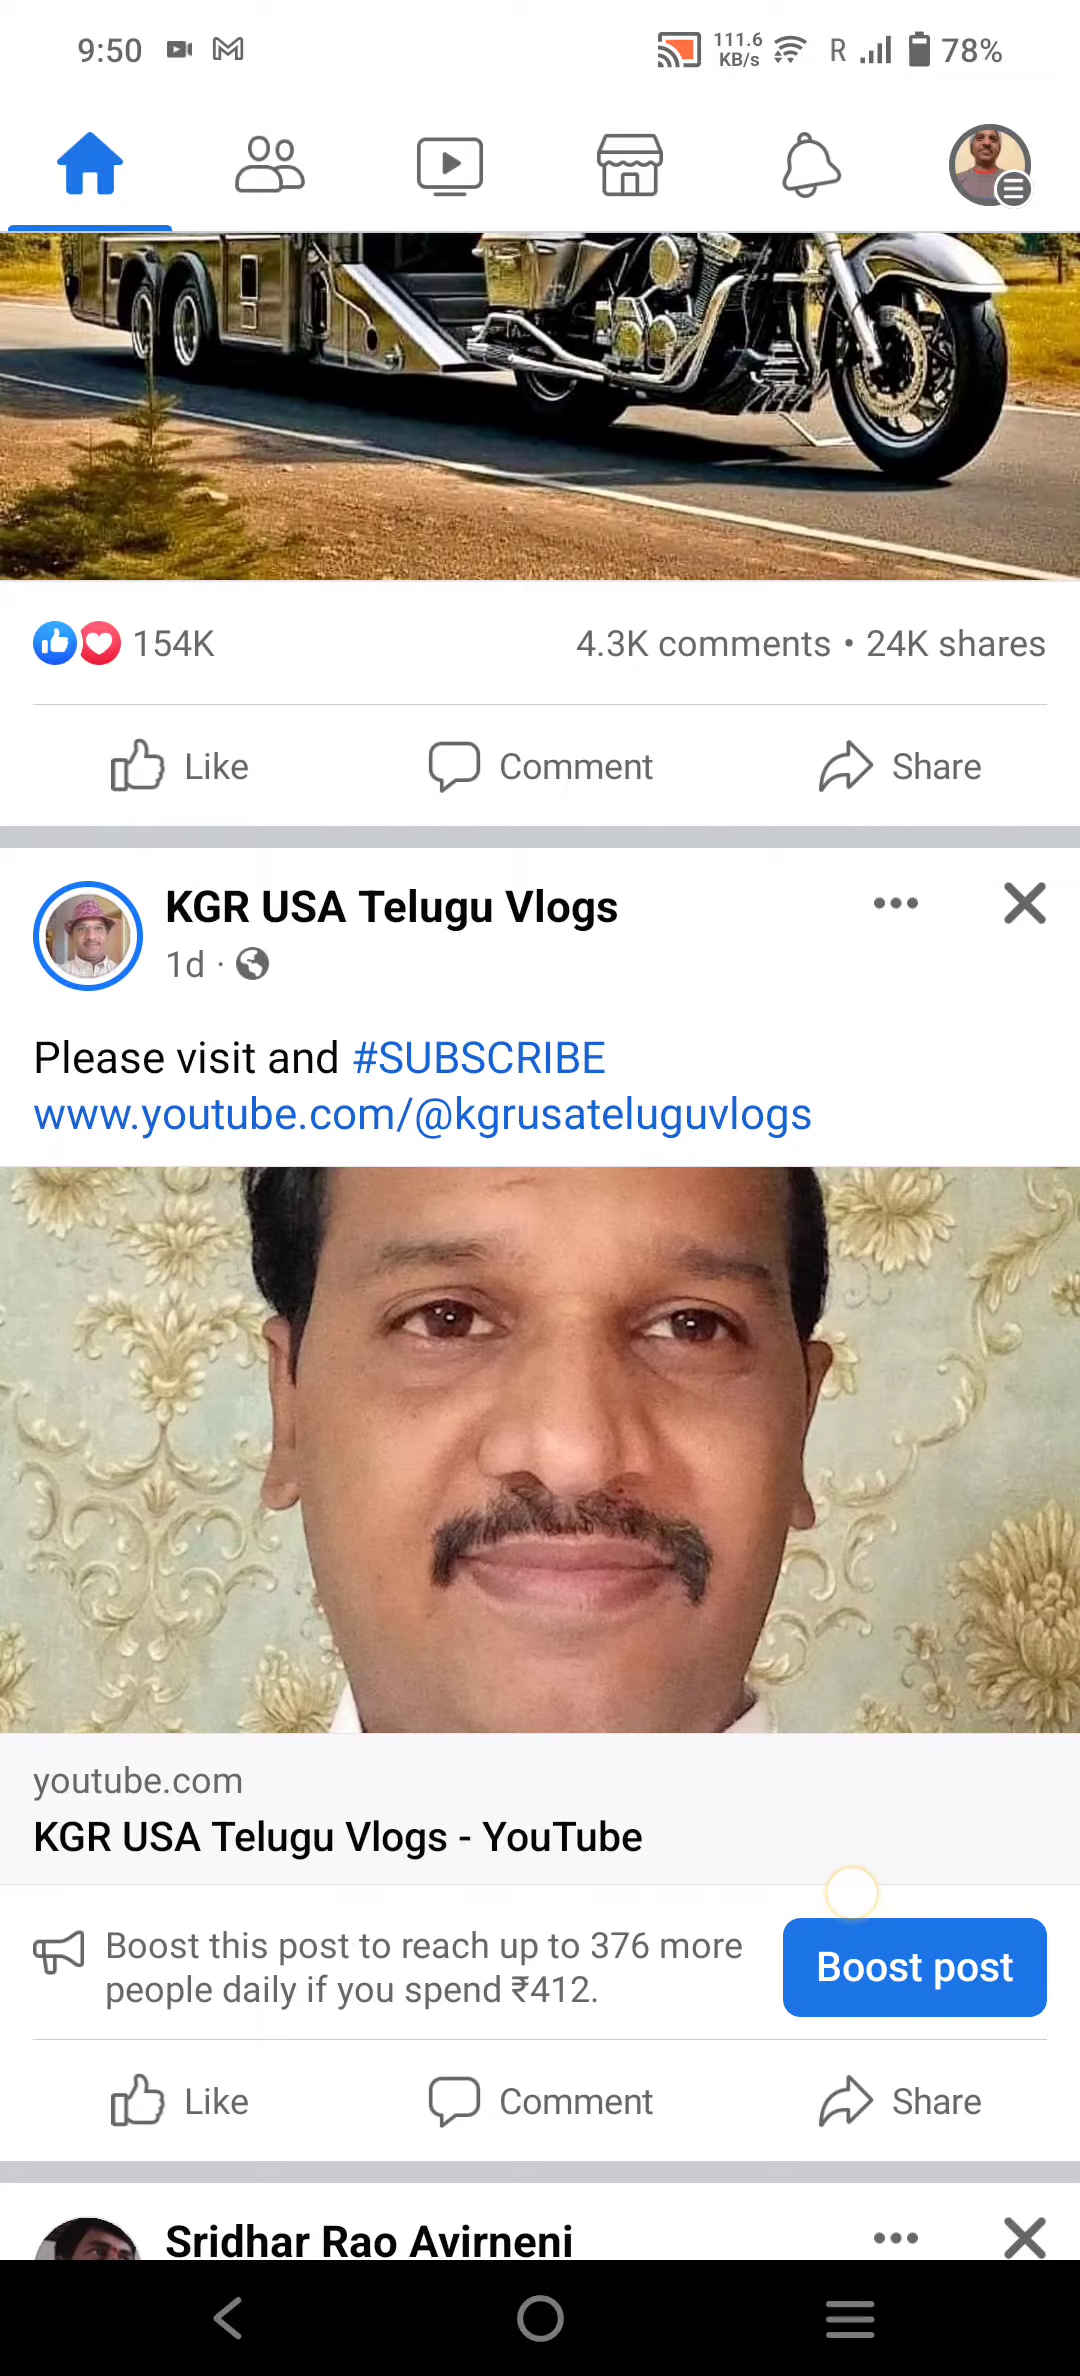 9:50
111.6
KB/s
R
78%
154K
4.3K comments • 24K shares
Like
Comment
Share
KGR USA Telugu Vlogs
1d ·
Please visit and #SUBSCRIBE
www.youtube.com/@kgrusateluguvlogs
youtube.com
KGR USA Telugu Vlogs - YouTube
Boost this post to reach up to 376 more
people daily if you spend ₹412.
Boost post
Like
Comment
Share
Sridhar Rao Avirneni